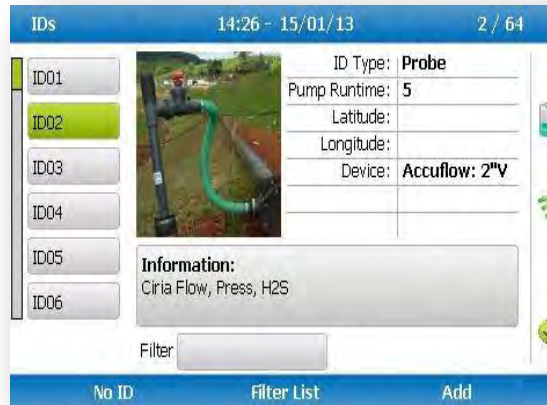 IDs 14:26 - 15/01/13 2 / 64
ID01
ID02
ID03
ID04
ID05
ID06
ID Type: Probe
Pump Runtime: 5
Latitude:
Longitude:
Device: Accuflow: 2"V
Information:
Ciria Flow, Press, H2S
Filter
No ID Filter List Add